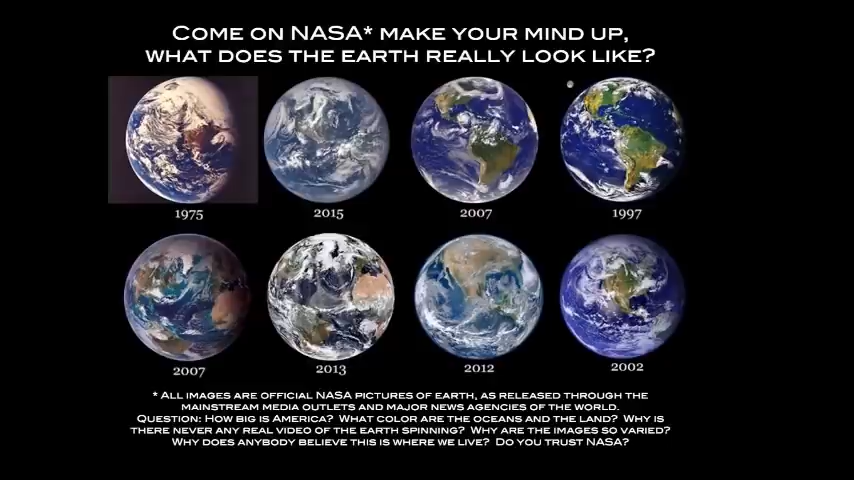 COME ON NASA* MAKE YOUR MIND UP,
WHAT DOES THE EARTH REALLY LOOK LIKE?
1975
2015
2007
1997
2007
2013
2012
2002
* ALL IMAGES ARE OFFICIAL NASA PICTURES OF EARTH, AS RELEASED THROUGH THE
MAINSTREAM MEDIA OUTLETS AND MAJOR NEWS AGENCIES OF THE WORLD.
QUESTION: HOW BIG IS AMERICA? WHAT COLOR ARE THE OCEANS AND THE LAND? WHY IS
THERE NEVER ANY REAL VIDEO OF THE EARTH SPINNING? WHY ARE THE IMAGES SO VARIED?
WHY DOES ANYBODY BELIEVE THIS IS WHERE WE LIVE? DO YOU TRUST NASA?